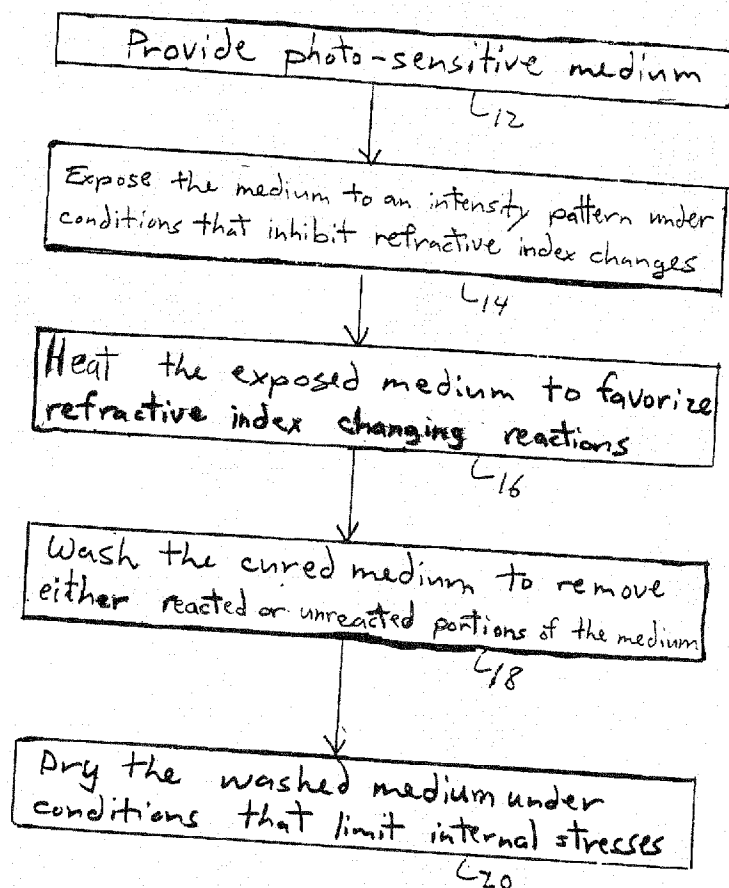 Provide photo-sensitive medium
12
Expose the medium to an intensity pattern under
conditions that inhibit refractive index changes
14
Heat the exposed medium to favorize
refractive index changing reactions
16
Wash the cured medium to remove
either reacted or unreacted portions of the medium
18
Dry the washed medium under
conditions that limit internal stresses
20